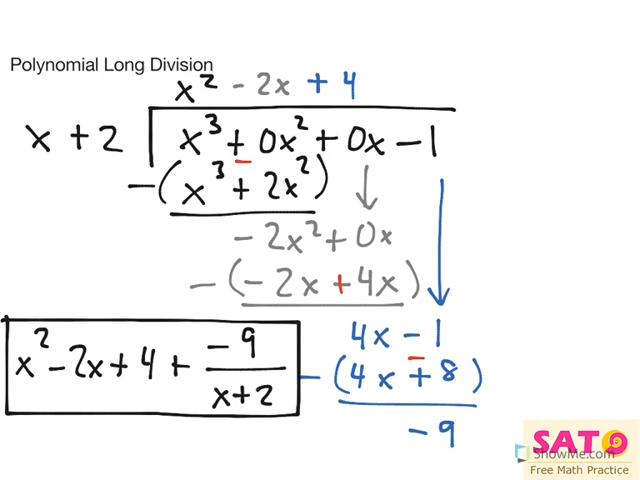 Polynomial Long Division
x² - 2x + 4
x + 2 x³ + 0x² + 0x - 1
-(x³ + 2x²)
- 2x² + 0x
-(- 2x + 4x)
4x - 1
-(4x + 8)
- 9
x² - 2x + 4 + - 9 / x + 2
SAT
ShowMe.com
Free Math Practice